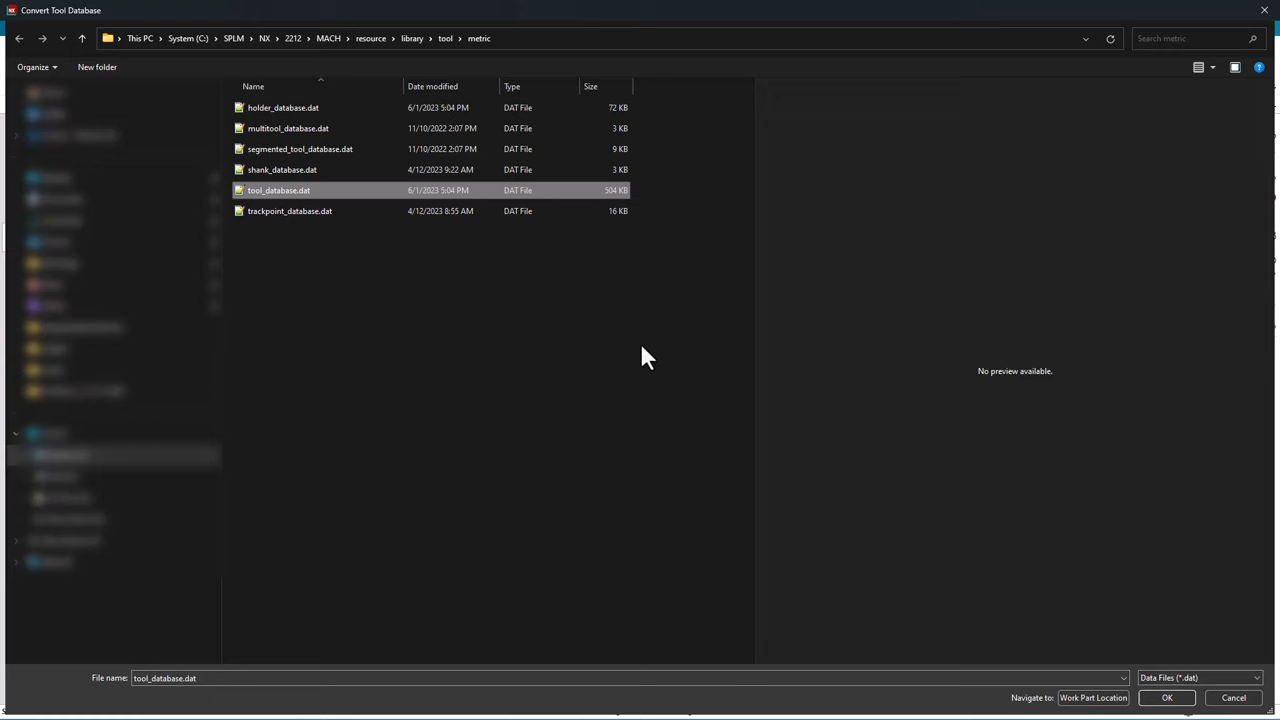 NX Convert Tool Database
This PC > System (C:) > SPLM > NX > 2212 > MACH > resource > library > tool > metric
Search metric
Organize
New folder
Name Date modified Type Size
holder_database.dat 6/1/2023 5:04 PM DAT File 72 KB
multitool_database.dat 11/10/2022 2:07 PM DAT File 3 KB
segmented_tool_database.dat 11/10/2022 2:07 PM DAT File 9 KB
shank_database.dat 4/12/2023 9:22 AM DAT File 3 KB
tool_database.dat 6/1/2023 5:04 PM DAT File 504 KB
trackpoint_database.dat 4/12/2023 8:55 AM DAT File 16 KB
No preview available.
File name: tool_database.dat Data Files (*.dat)
Navigate to: Work Part Location OK Cancel